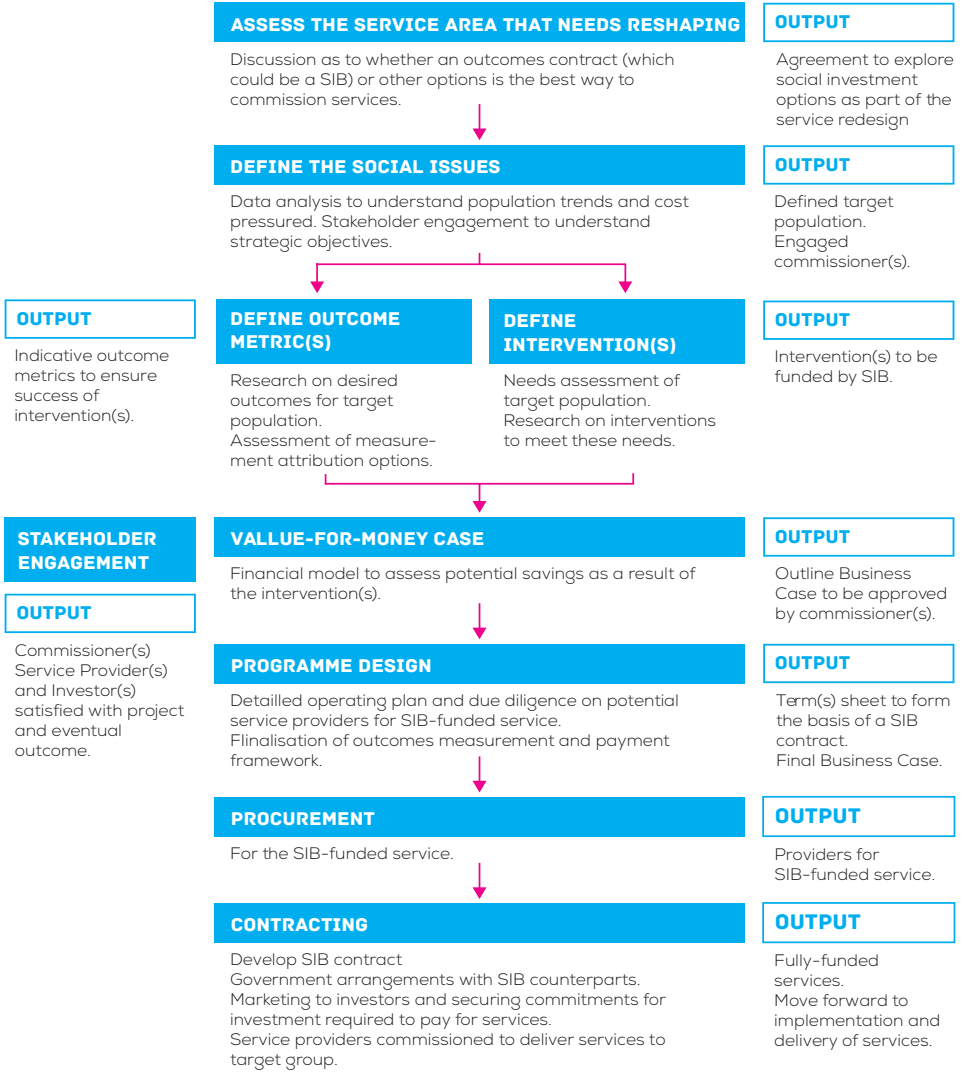 ASSESS THE SERVICE AREA THAT NEEDS RESHAPING
Discussion as to whether an outcomes contract (which
could be a SIB) or other options is the best way to
commission services.
OUTPUT
Agreement to explore
social investment
options as part of the
service redesign
DEFINE THE SOCIAL ISSUES
Data analysis to understand population trends and cost
pressured. Stakeholder engagement to understand
strategic objectives.
OUTPUT
Defined target
population.
Engaged
commissioner(s).
OUTPUT
Indicative outcome
metrics to ensure
success of
intervention(s).
DEFINE OUTCOME
METRIC(S)
Research on desired
outcomes for target
population.
Assessment of measure-
ment attribution options.
DEFINE
INTERVENTION(S)
Needs assessment of
target population.
Research on interventions
to meet these needs.
OUTPUT
Intervention(s) to be
funded by SIB.
STAKEHOLDER
ENGAGEMENT
OUTPUT
Commissioner(s)
Service Provider(s)
and Investor(s)
satisfied with project
and eventual
outcome.
VALLUE-FOR-MONEY CASE
Financial model to assess potential savings as a result of
the intervention(s).
OUTPUT
Outline Business
Case to be approved
by commissioner(s).
PROGRAMME DESIGN
Detailled operating plan and due diligence on potential
service providers for SIB-funded service.
Flinalisation of outcomes measurement and payment
framework.
OUTPUT
Term(s) sheet to form
the basis of a SIB
contract.
Final Business Case.
PROCUREMENT
For the SIB-funded service.
OUTPUT
Providers for
SIB-funded service.
CONTRACTING
Develop SIB contract
Government arrangements with SIB counterparts.
Marketing to investors and securing commitments for
investment required to pay for services.
Service providers commissioned to deliver services to
target group.
OUTPUT
Fully-funded
services.
Move forward to
implementation and
delivery of services.